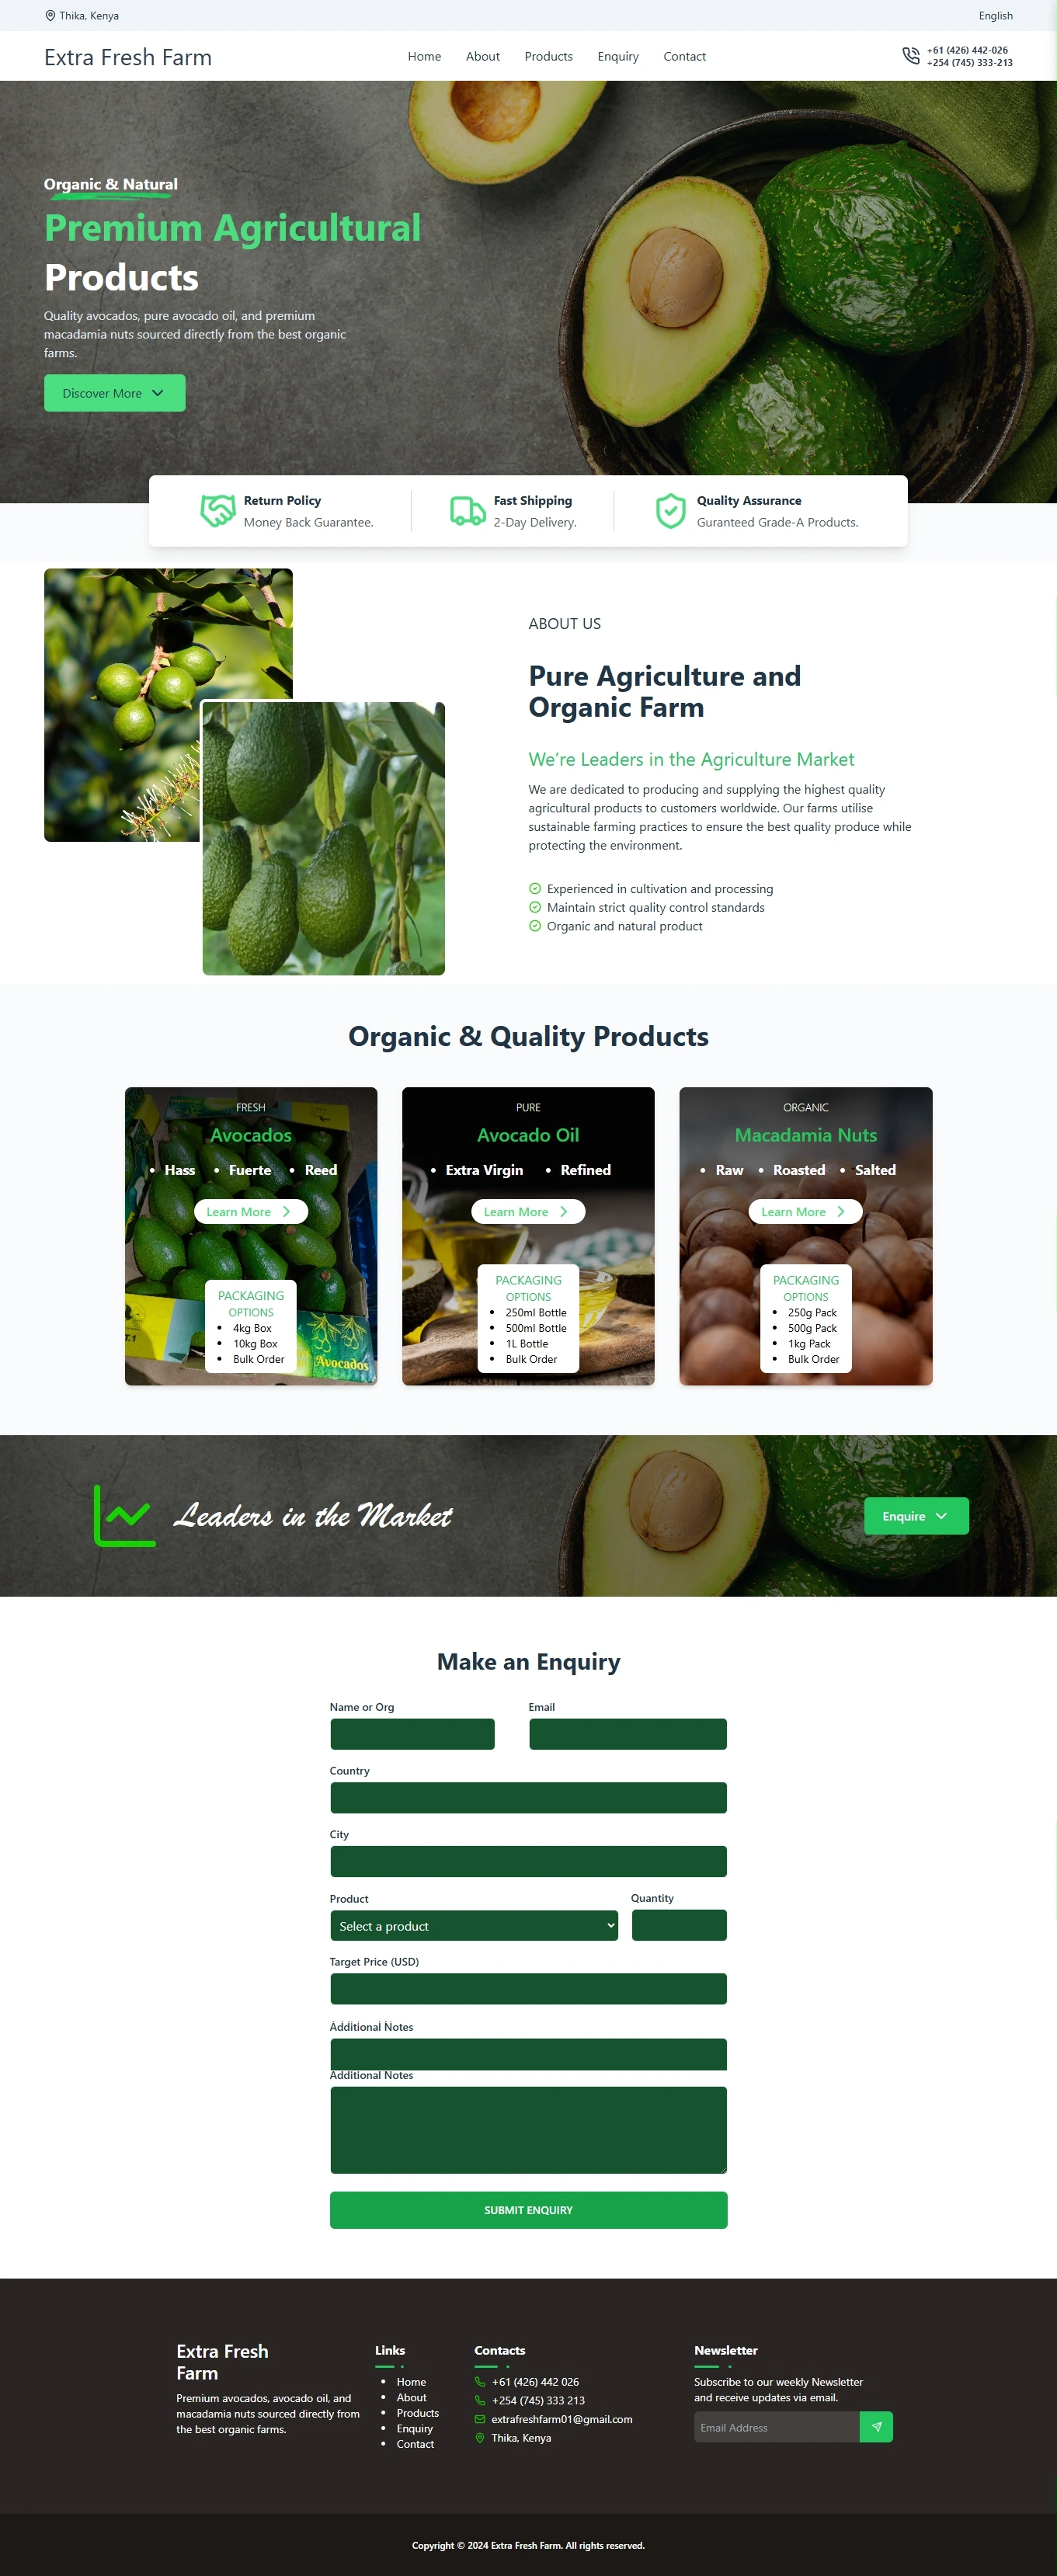 Thika, Kenya
English
Extra Fresh Farm
Home
About
Products
Enquiry
Contact
+61 (426) 442-026
+254 (745) 333-213
Organic & Natural
Premium Agricultural
Products
Quality avocados, pure avocado oil, and premium
macadamia nuts sourced directly from the best organic
farms.
Discover More
Return Policy
Money Back Guarantee.
Fast Shipping
2-Day Delivery.
Quality Assurance
Guranteed Grade-A Products.
ABOUT US
Pure Agriculture and
Organic Farm
We're Leaders in the Agriculture Market
We are dedicated to producing and supplying the highest quality
agricultural products to customers worldwide. Our farms utilise
sustainable farming practices to ensure the best quality produce while
protecting the environment.
Experienced in cultivation and processing
Maintain strict quality control standards
Organic and natural product
Organic & Quality Products
FRESH
Avocados
• Hass • Fuerte • Reed
Learn More
PACKAGING
OPTIONS
• 4kg Box
• 10kg Box
• Bulk Order
Avocados
PURE
Avocado Oil
• Extra Virgin • Refined
Learn More
PACKAGING
OPTIONS
• 250ml Bottle
• 500ml Bottle
• 1L Bottle
• Bulk Order
ORGANIC
Macadamia Nuts
• Raw • Roasted • Salted
Learn More
PACKAGING
OPTIONS
• 250g Pack
• 500g Pack
• 1kg Pack
• Bulk Order
Leaders in the Market
Enquire
Make an Enquiry
Name or Org
Email
Country
City
Product
Quantity
Select a product
Target Price (USD)
Additional Notes
Additional Notes
SUBMIT ENQUIRY
Extra Fresh
Farm
Premium avocados, avocado oil, and
macadamia nuts sourced directly from
the best organic farms.
Links
• Home
• About
• Products
• Enquiry
• Contact
Contacts
+61 (426) 442 026
+254 (745) 333 213
extrafreshfarm01@gmail.com
Thika, Kenya
Newsletter
Subscribe to our weekly Newsletter
and receive updates via email.
Email Address
Copyright © 2024 Extra Fresh Farm. All rights reserved.